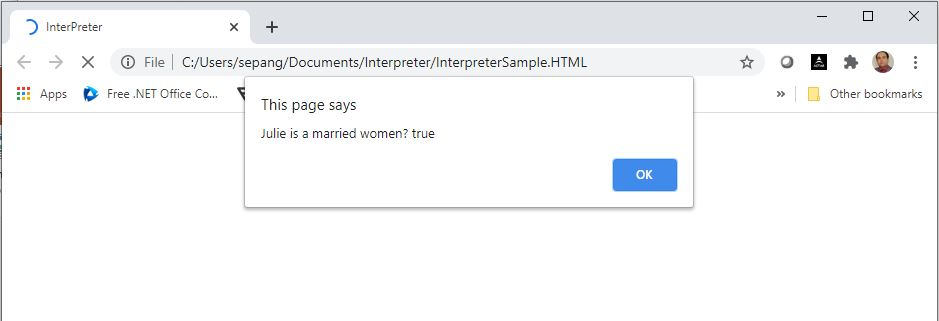 InterPreter
File C:/Users/sepang/Documents/Interpreter/InterpreterSample.HTML
Apps Free .NET Office Co... » Other bookmarks
This page says
Julie is a married women? true
OK